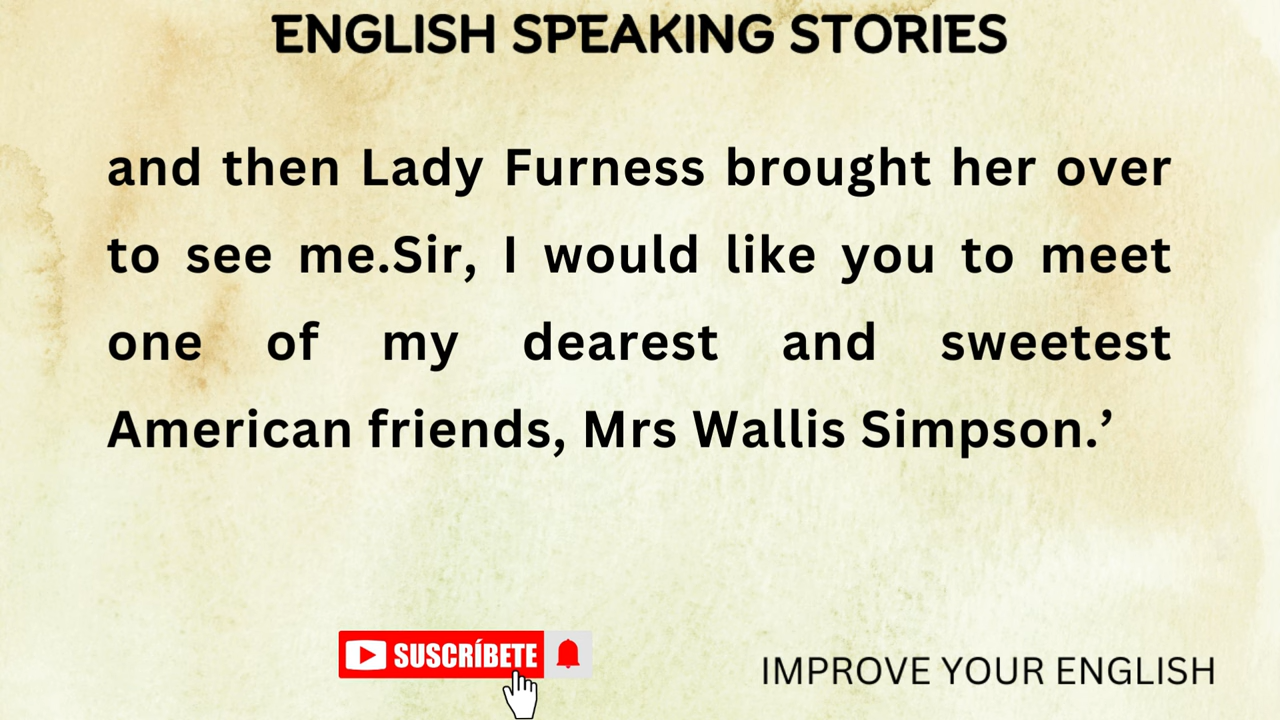 ENGLISH SPEAKING STORIES
and then Lady Furness brought her over
to see me.Sir, I would like you to meet
one of my dearest and sweetest
American friends, Mrs Wallis Simpson.’
SUSCRÍBETE
IMPROVE YOUR ENGLISH